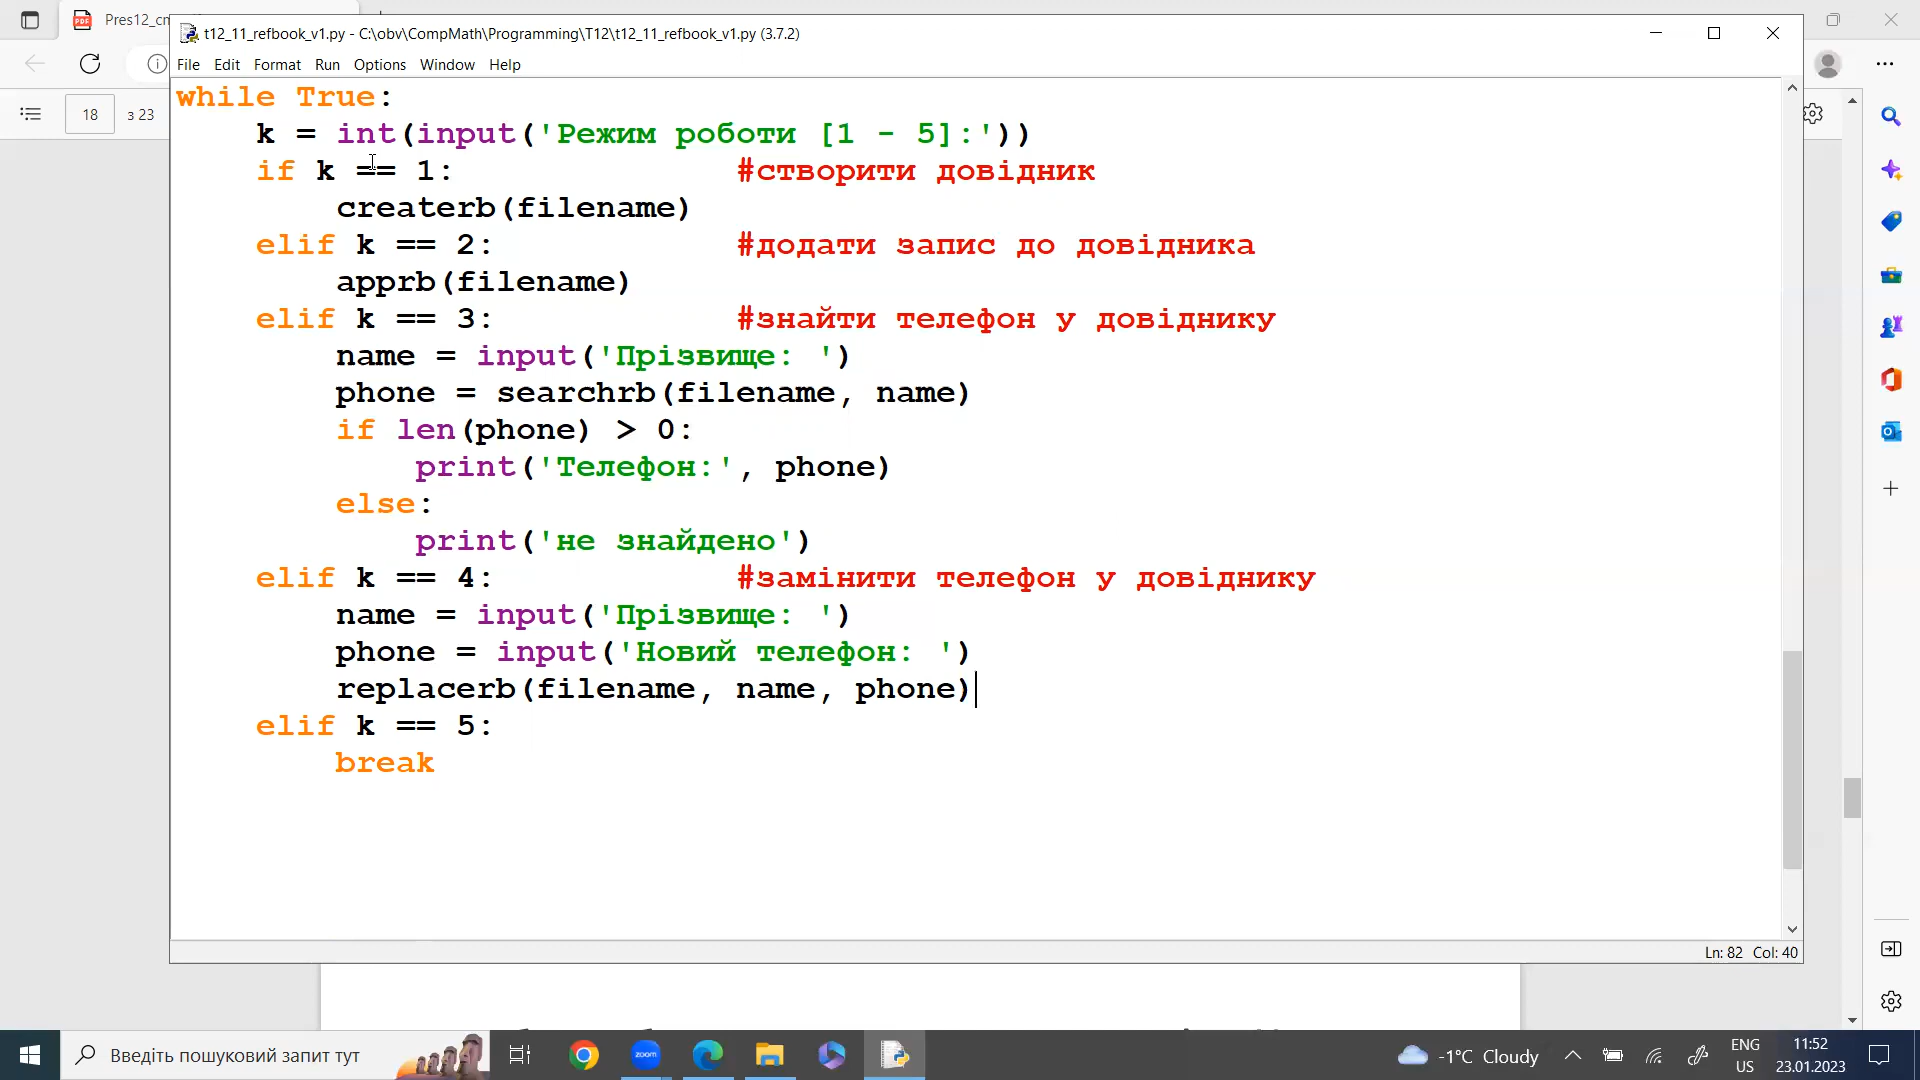 Pres12_cm
t12_11_refbook_v1.py - C:\obv\CompMath\Programming\T12\t12_11_refbook_v1.py (3.7.2)
File Edit Format Run Options Window Help
18 з 23
while True:
    k = int(input('Режим роботи [1 - 5]:'))
    if k == 1:            #створити довідник
        createrb(filename)
    elif k == 2:            #додати запис до довідника
        apprb(filename)
    elif k == 3:            #знайти телефон у довіднику
        name = input('Прізвище: ')
        phone = searchrb(filename, name)
        if len(phone) > 0:
            print('Телефон:', phone)
        else:
            print('не знайдено')
    elif k == 4:            #замінити телефон у довіднику
        name = input('Прізвище: ')
        phone = input('Новий телефон: ')
        replacerb(filename, name, phone)
    elif k == 5:
        break
Ln: 82 Col: 40
Введіть пошуковий запит тут
zoom
-1°C Cloudy
ENG
US
11:52
23.01.2023